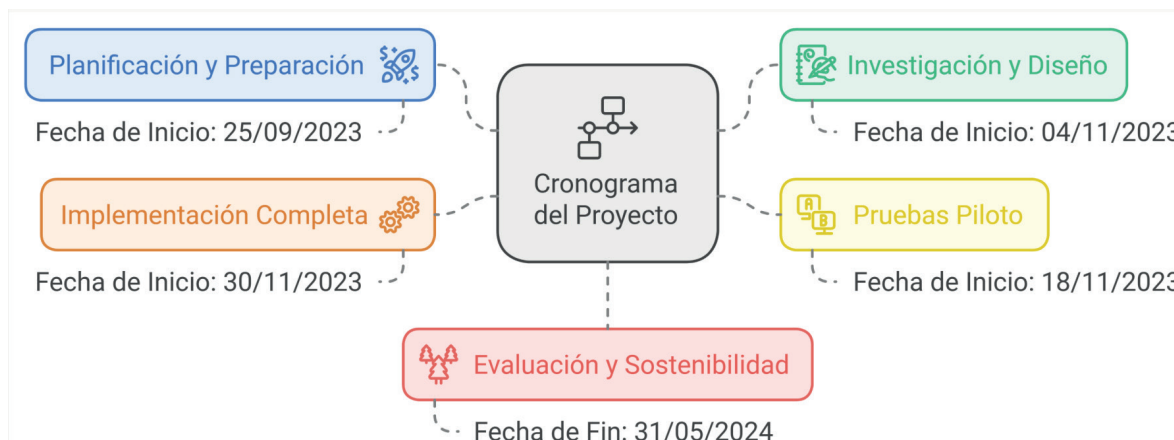 Planificación y Preparación
Fecha de Inicio: 25/09/2023
Implementación Completa
Fecha de Inicio: 30/11/2023
Cronograma
del Proyecto
Investigación y Diseño
Fecha de Inicio: 04/11/2023
A
B
Pruebas Piloto
Fecha de Inicio: 18/11/2023
Evaluación y Sostenibilidad
Fecha de Fin: 31/05/2024